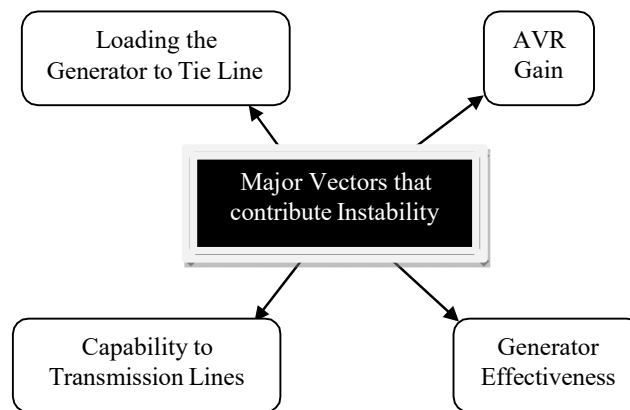 Loading the
Generator to Tie Line
AVR
Gain
Major Vectors that
contribute Instability
Capability to
Transmission Lines
Generator
Effectiveness